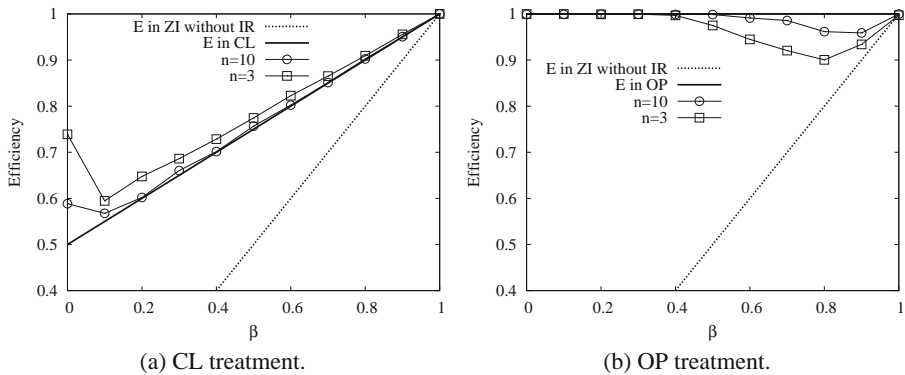 Efficiency
1
0.9
0.8
0.7
0.6
0.5
0.4
E in ZI without IR
E in CL
n=10
n=3
0 0.2 0.4 0.6 0.8 1
β
(a) CL treatment.
Efficiency
1
0.9
0.8
0.7
0.6
0.5
0.4
E in ZI without IR
E in OP
n=10
n=3
0 0.2 0.4 0.6 0.8 1
β
(b) OP treatment.